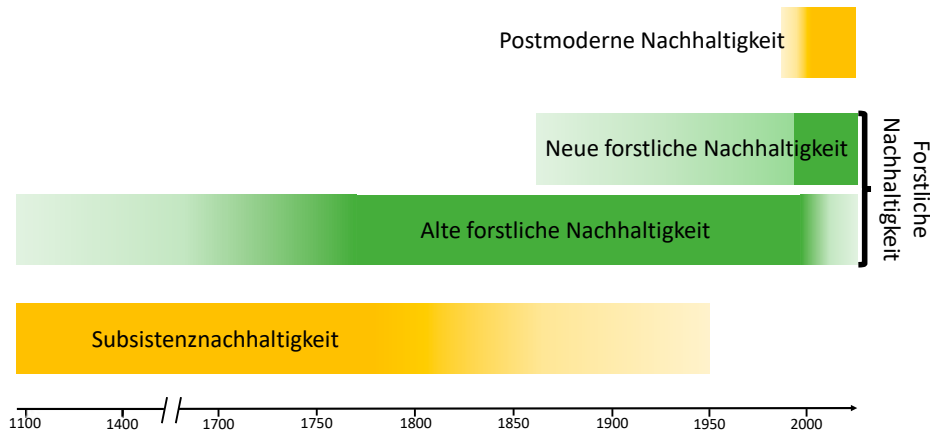 Postmoderne Nachhaltigkeit
Neue forstliche Nachhaltigkeit
Forstliche
Nachhaltigkeit
Alte forstliche Nachhaltigkeit
Subsistenznachhaltigkeit
1100 1400 1700 1750 1800 1850 1900 1950 2000